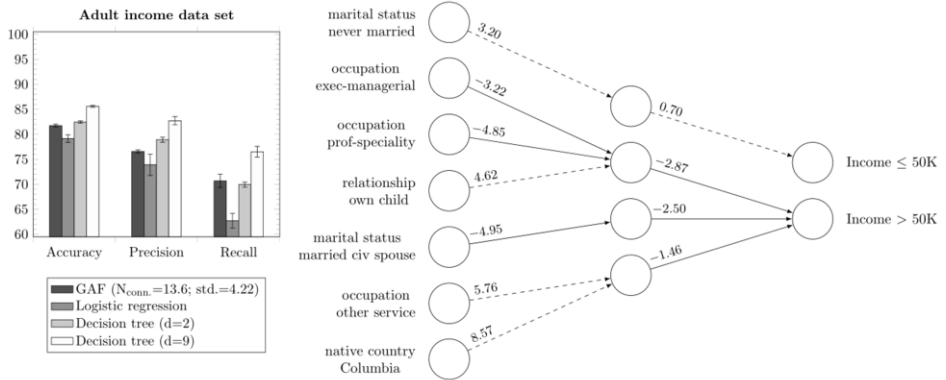 Adult income data set
100
95
90
85
80
75
70
65
60
Accuracy
Precision
Recall
GAF (Nconn.=13.6; std.=4.22)
Logistic regression
Decision tree (d=2)
Decision tree (d=9)
marital status
never married
occupation
exec-managerial
occupation
prof-speciality
relationship
own child
marital status
married civ spouse
occupation
other service
native country
Columbia
3.20
−3.22
−4.85
4.62
−4.95
5.76
8.57
0.70
−2.87
−2.50
−1.46
Income ≤ 50K
Income > 50K